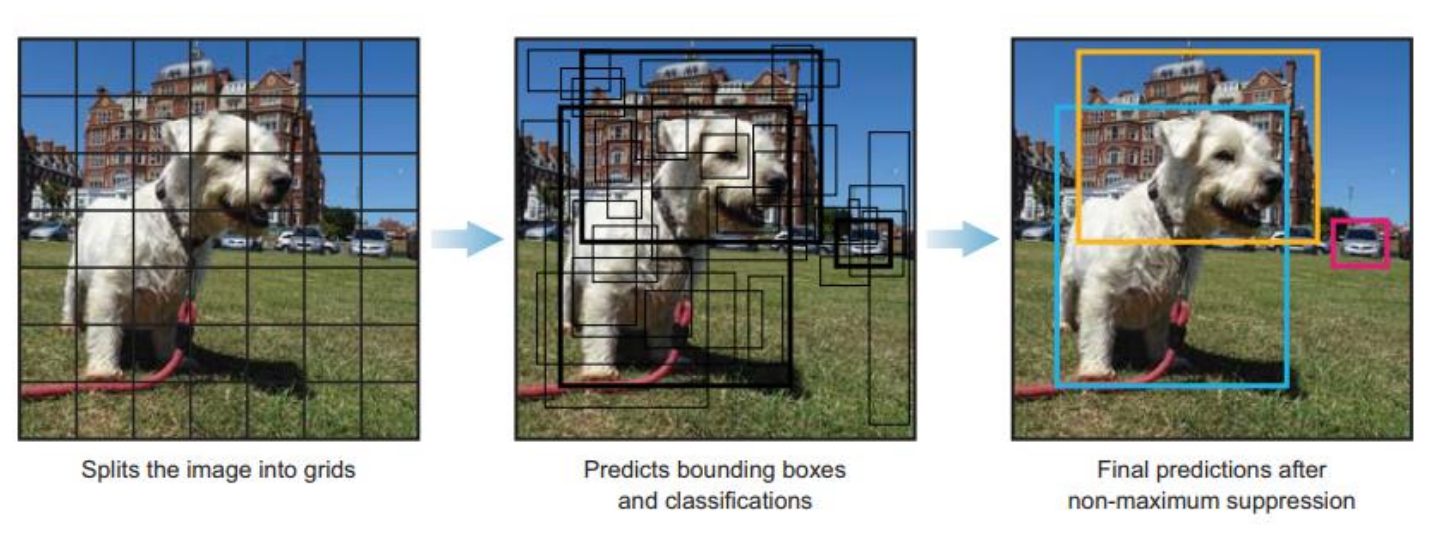 Splits the image into grids
Predicts bounding boxes
and classifications
Final predictions after
non-maximum suppression